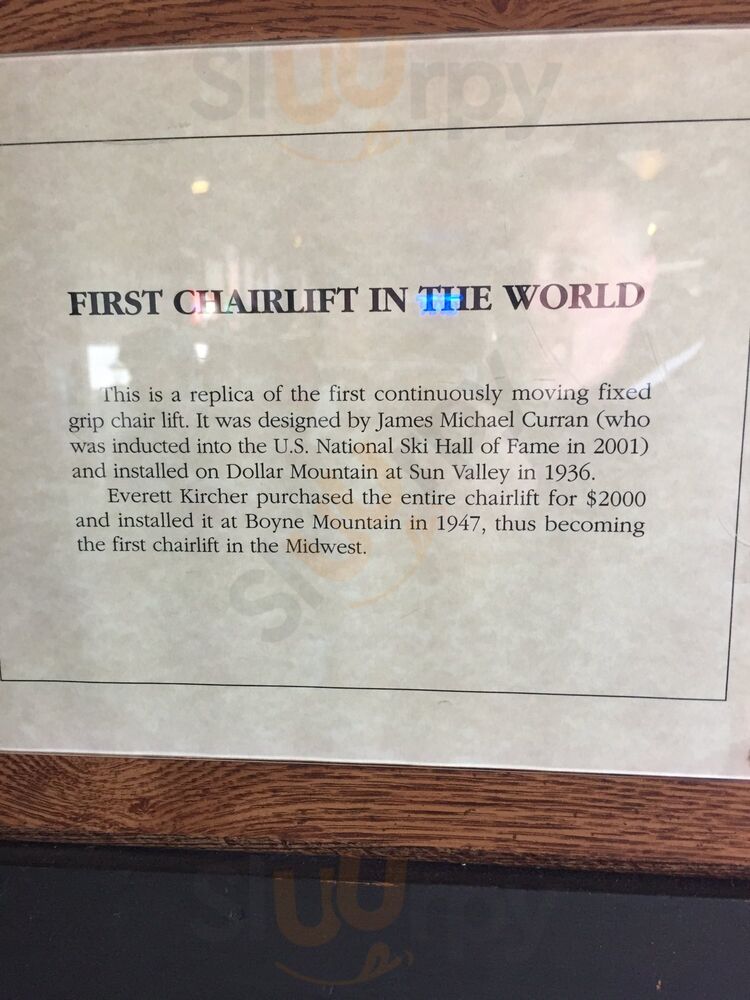 Sluurpy
FIRST CHAIRLIFT IN THE WORLD
This is a replica of the first continuously moving fixed
grip chair lift. It was designed by James Michael Curran (who
was inducted into the U.S. National Ski Hall of Fame in 2001)
and installed on Dollar Mountain at Sun Valley in 1936.
Everett Kircher purchased the entire chairlift for $2000
and installed it at Boyne Mountain in 1947, thus becoming
the first chairlift in the Midwest.
Sluurpy
Sluurpy